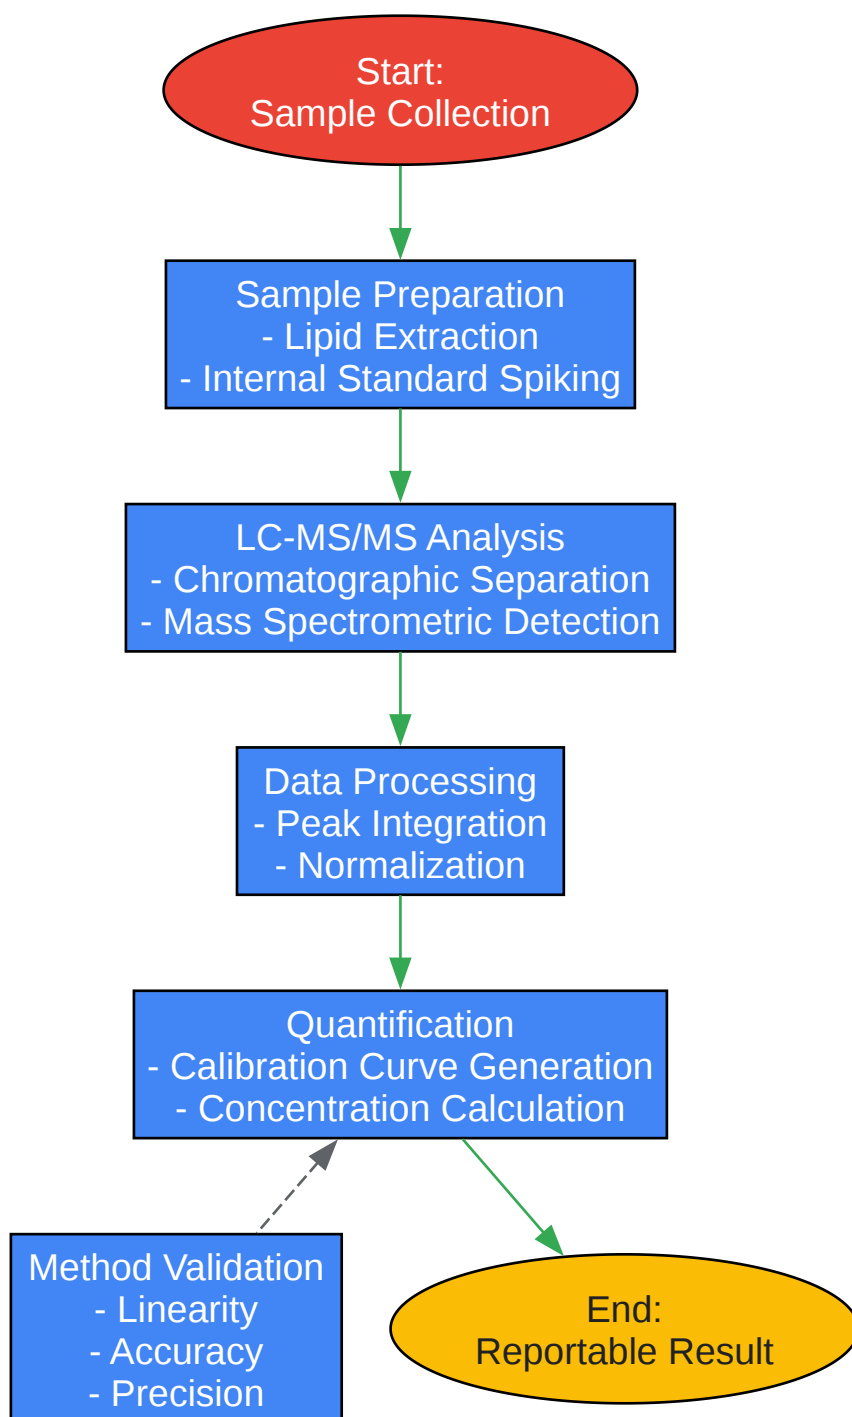 Start:
Sample Collection
Sample Preparation
- Lipid Extraction
- Internal Standard Spiking
LC-MS/MS Analysis
- Chromatographic Separation
- Mass Spectrometric Detection
Data Processing
- Peak Integration
- Normalization
Quantification
- Calibration Curve Generation
- Concentration Calculation
Method Validation
- Linearity
- Accuracy
- Precision
End:
Reportable Result